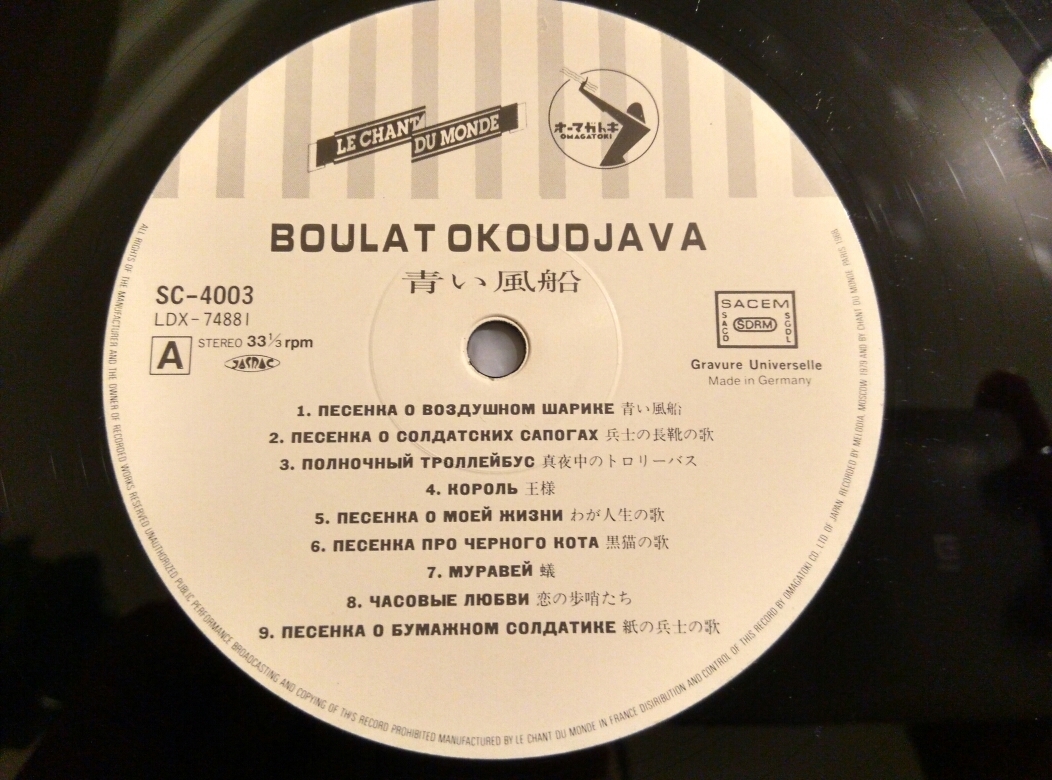 LE CHANT DU MONDE
オーマガトキ
OMAGATOKI
BOULAT OKOUDJAVA
青い風船
SC-4003
LDX-74881
A STEREO 33⅓ rpm
JASRAC
SACEM
SACD SDRM SGDL
Gravure Universelle
Made in Germany
1. ПЕСЕНКА О ВОЗДУШНОМ ШАРИКЕ 青い風船
2. ПЕСЕНКА О СОЛДАТСКИХ САПОГАХ 兵士の長靴の歌
3. ПОЛНОЧНЫЙ ТРОЛЛЕЙБУС 真夜中のトロリーバス
4. КОРОЛЬ 王様
5. ПЕСЕНКА О МОЕЙ ЖИЗНИ わが人生の歌
6. ПЕСЕНКА ПРО ЧЕРНОГО КОТА 黒猫の歌
7. МУРАВЕЙ 蟻
8. ЧАСОВЫЕ ЛЮБВИ 恋の歩哨たち
9. ПЕСЕНКА О БУМАЖНОМ СОЛДАТИКЕ 紙の兵士の歌
ALL RIGHTS OF THE MANUFACTURER AND THE OWNER OF RECORDED WORKS RESERVED UNAUTHORIZED PUBLIC PERFORMANCE BROADCASTING AND COPYING OF THIS RECORD PROHIBITED MANUFACTURED BY LE CHANT DU MONDE IN FRANCE DISIRIBUTION AND CONTROL OF THIS RECORD BY OMAGATOKI CO. LTD. OF JAPAN RECORDED BY MELODIA, MOSCOW 1979 AND BY CHANT DU MONDE PARIS 1968